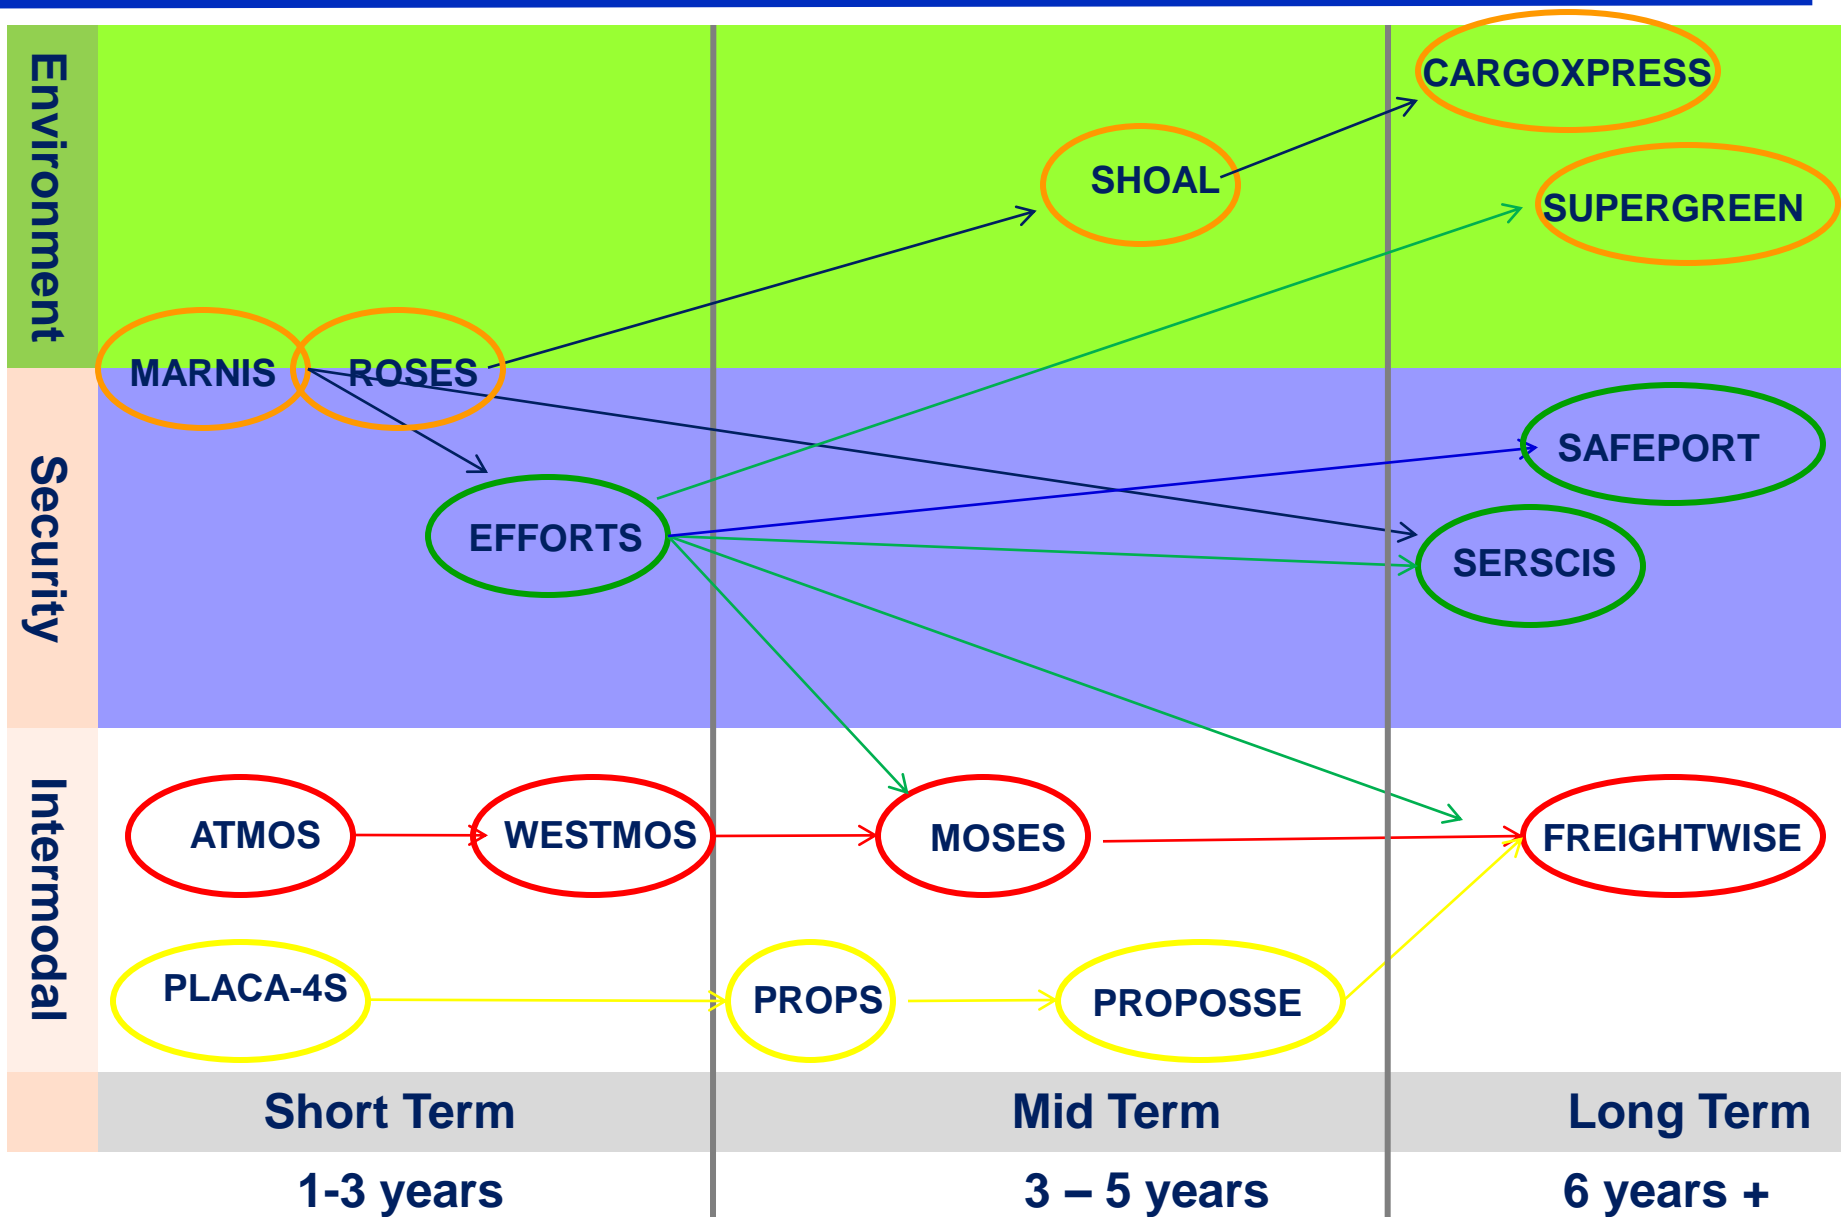 Environment
CARGOXPRESS
SHOAL
SUPERGREEN
MARNIS
ROSES
Security
SAFEPORT
EFFORTS
SERSCIS
Intermodal
ATMOS
WESTMOS
MOSES
FREIGHTWISE
PLACA-4S
PROPS
PROPOSSE
Short Term
Mid Term
Long Term
1-3 years
3 – 5 years
6 years +